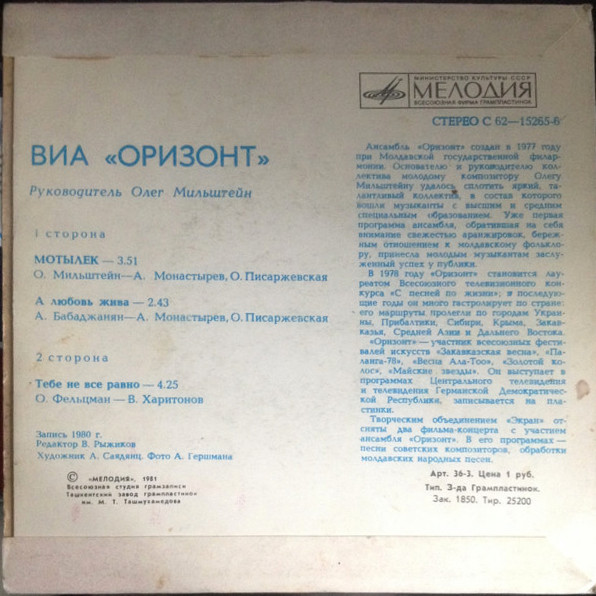 МИНИСТЕРСТВО КУЛЬТУРЫ СССР
МЕЛОДИЯ
ВСЕСОЮЗНАЯ ФИРМА ГРАМПЛАСТИНОК
СТЕРЕО С 62—15265-6
ВИА «ОРИЗОНТ»
Руководитель Олег Мильштейн
1 сторона
МОТЫЛЕК — 3.51
О. Мильштейн—А. Монастырев, О. Писаржевская
А любовь жива — 2.43
А. Бабаджанян—А. Монастырев, О. Писаржевская
2 сторона
Тебе не все равно — 4.25
О. Фельцман — В. Харитонов
Запись 1980 г.
Редактор В. Рыжиков
Художник А. Саядянц. Фото А. Гершмана
© «МЕЛОДИЯ», 1981
Всесоюзная студия грамзаписи
Ташкентский завод грампластинок
им. М. Т. Ташмухамедова
Ансамбль «Оризонт» создан в 1977 году
при Молдавской государственной филар-
монии. Основателю и руководителю кол-
лектива молодому композитору Олегу
Мильштейну удалось сплотить яркий, та-
лантливый коллектив, в состав которого
вошли музыканты с высшим и средним
специальным образованием. Уже первая
программа ансамбля, обратившая на себя
внимание свежестью аранжировок, береж-
ным отношением к молдавскому фолькло-
ру, принесла молодым музыкантам заслу-
женный успех у публики.
В 1978 году «Оризонт» становится лау-
реатом Всесоюзного телевизионного кон-
курса «С песней по жизни»; и последую-
щие годы он много гастролирует по стране:
его маршруты пролегли по городам Украи-
ны, Прибалтики, Сибири, Крыма, Закав-
казья, Средней Азии и Дальнего Востока.
«Оризонт» — участник всесоюзных фести-
валей искусств «Закавказская весна», «Па-
ланга-78», «Весна Ала-Тоо», «Золотой ко-
лос», «Майские звезды». Он выступает в
программах Центрального телевидения
и телевидения Германской Демократиче-
ской Республики, записывается на пла-
стинки.
Творческим объединением «Экран» от-
сняты два фильма-концерта с участием
ансамбля «Оризонт». В его программах —
песни советских композиторов, обработки
молдавских народных песен.
Арт. 36-3. Цена 1 руб.
Тип. З-да Грампластинок.
Зак. 1850. Тир. 25200